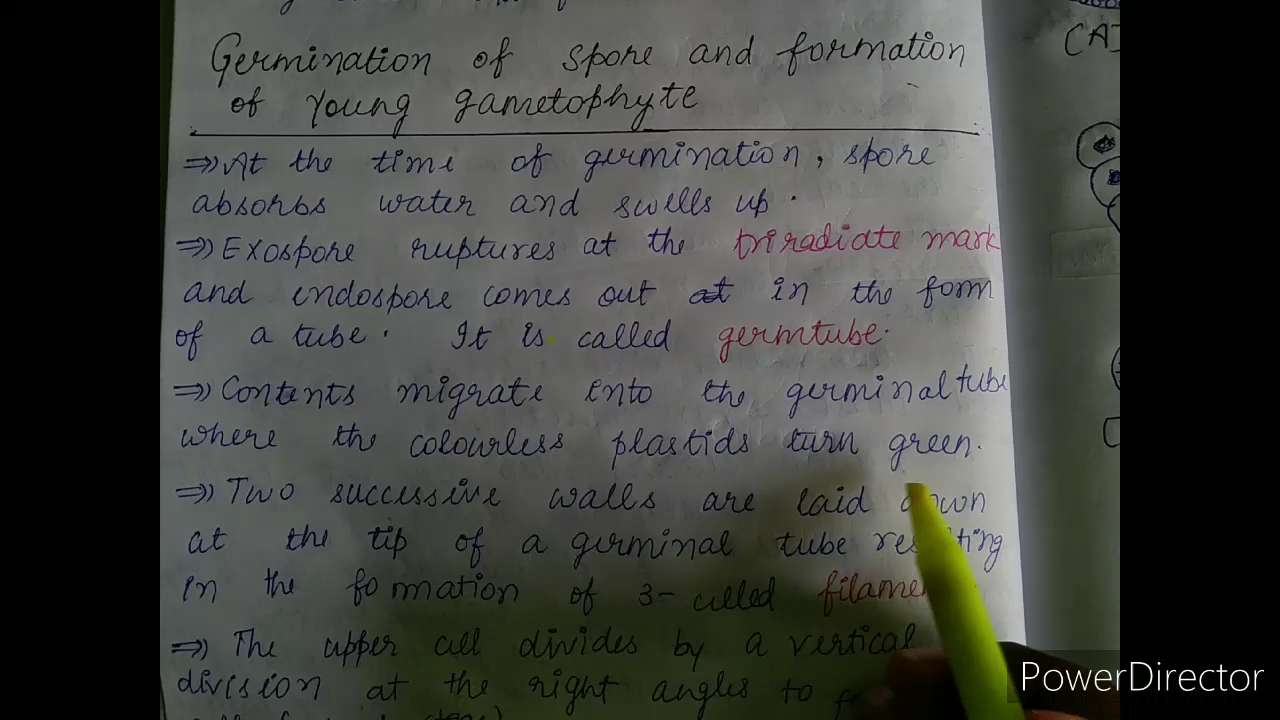 Germination of spore and formation
of young gametophyte
⇒) At the time of germination, spore
absorbs water and swells up.
⇒) Exospore ruptures at the triradiate mark
and endospore comes out at in the form
of a tube. It is called germtube.
⇒) Contents migrate into the germinal tube
where the colourless plastids turn green.
⇒) Two successive walls are laid down
at the tip of a germinal tube resulting
in the fomation of 3-celled
⇒) The upper cell divides by a vertical
division at the right angles to
PowerDirector